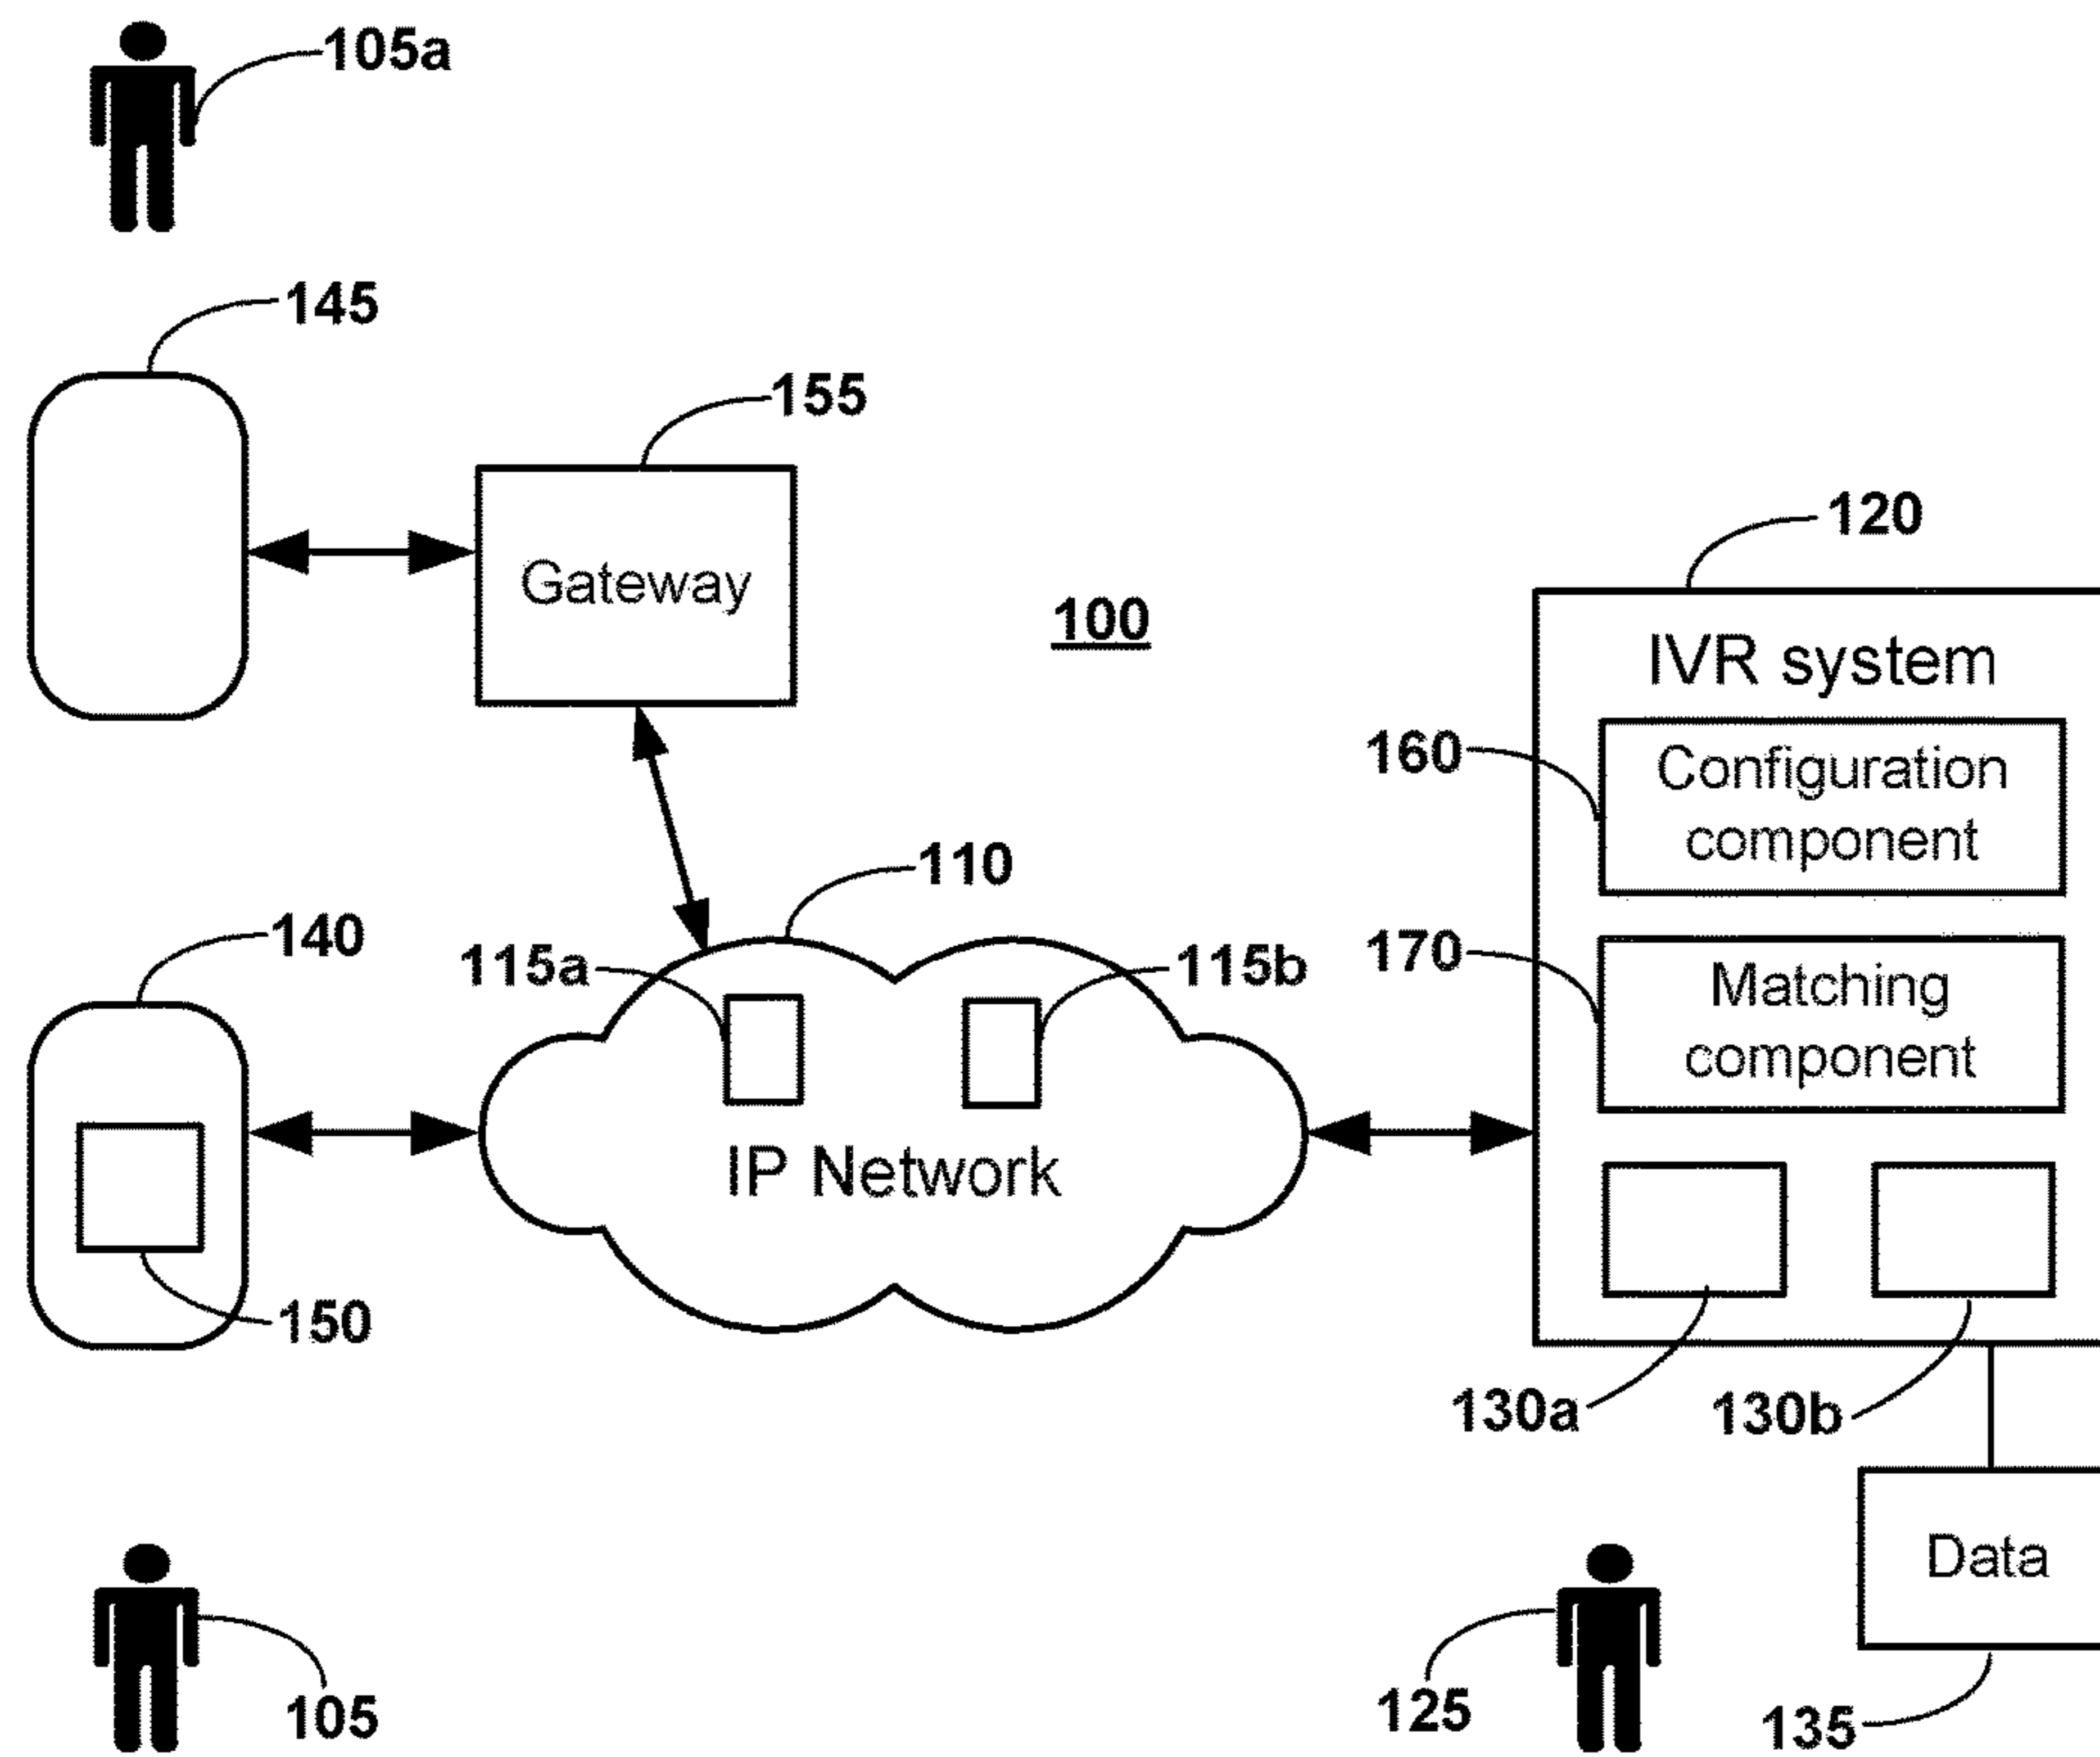 105a
145
155
Gateway
100
120
IVR system
160
Configuration
component
110
140
115a
115b
170
Matching
component
IP Network
150
130a
130b
Data
105
125
135